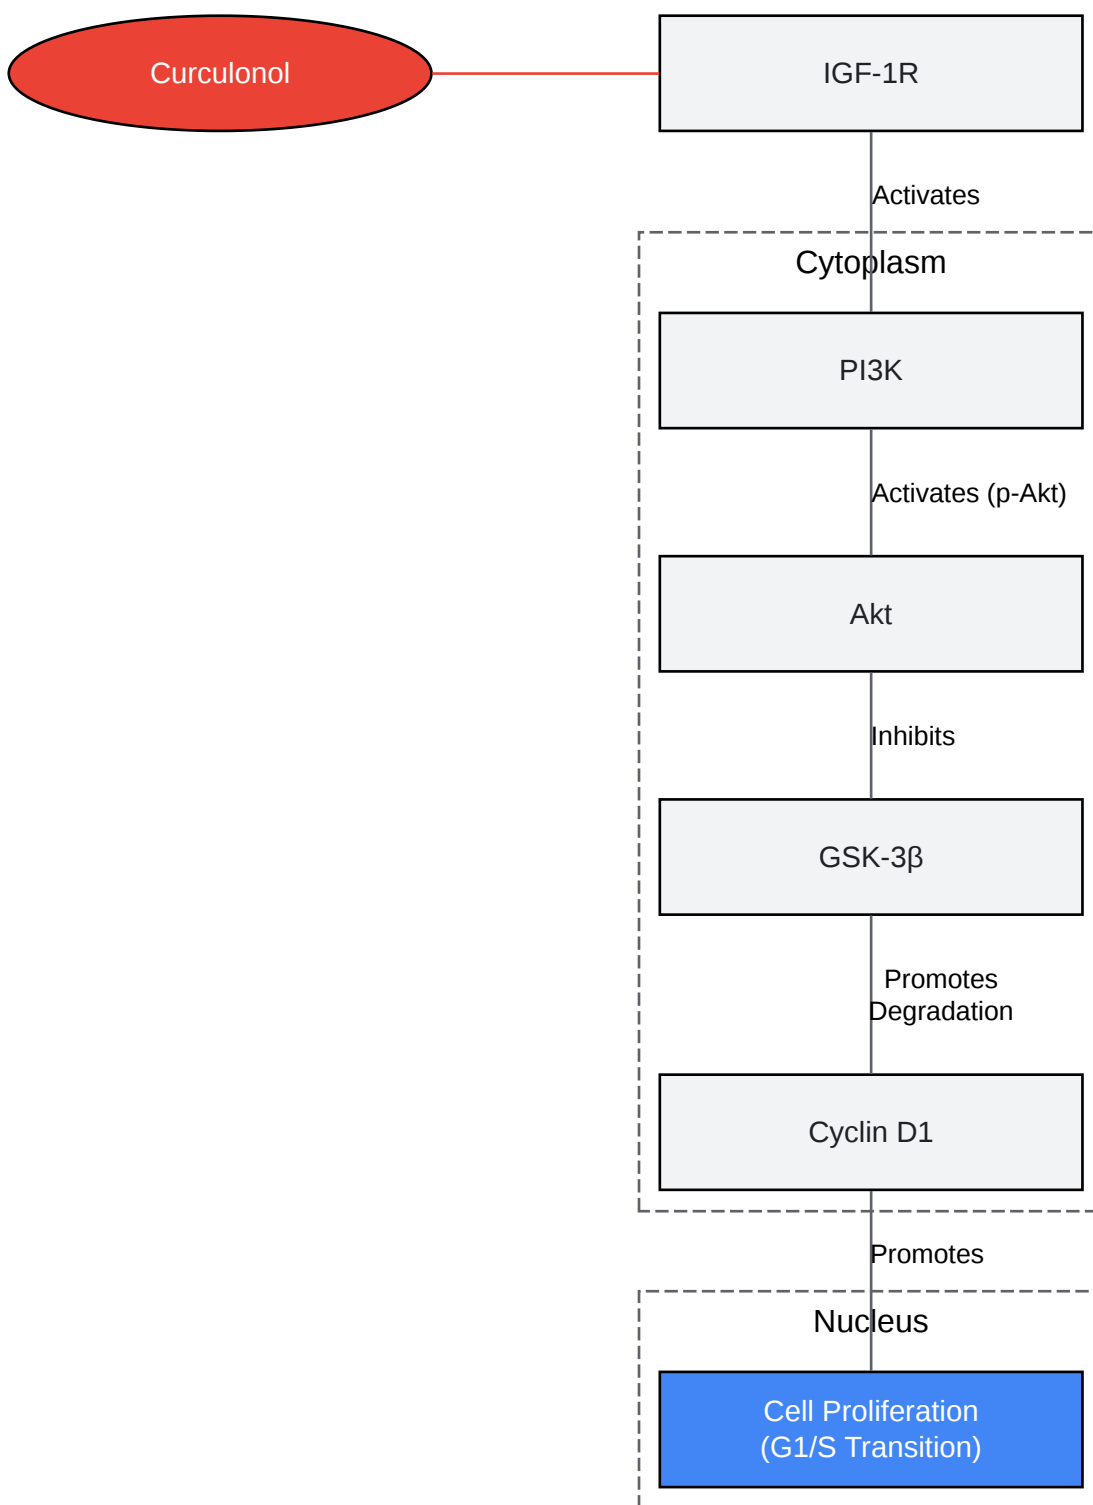 Curculonol
IGF-1R
Activates
Cytoplasm
PI3K
Activates (p-Akt)
Akt
Inhibits
GSK-3β
Promotes
Degradation
Cyclin D1
Promotes
Nucleus
Cell Proliferation
(G1/S Transition)